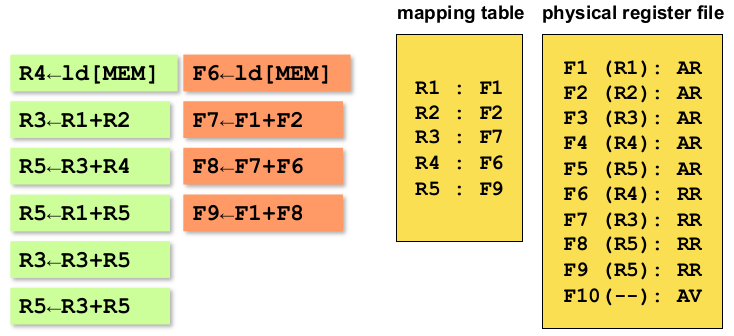 mapping table
physical register file
R4←ld[MEM]
F6←ld[MEM]
R3←R1+R2
F7←F1+F2
R5←R3+R4
F8←F7+F6
R5←R1+R5
F9←F1+F8
R3←R3+R5
R5←R3+R5
R1 : F1
R2 : F2
R3 : F7
R4 : F6
R5 : F9
F1 (R1): AR
F2 (R2): AR
F3 (R3): AR
F4 (R4): AR
F5 (R5): AR
F6 (R4): RR
F7 (R3): RR
F8 (R5): RR
F9 (R5): RR
F10(--): AV